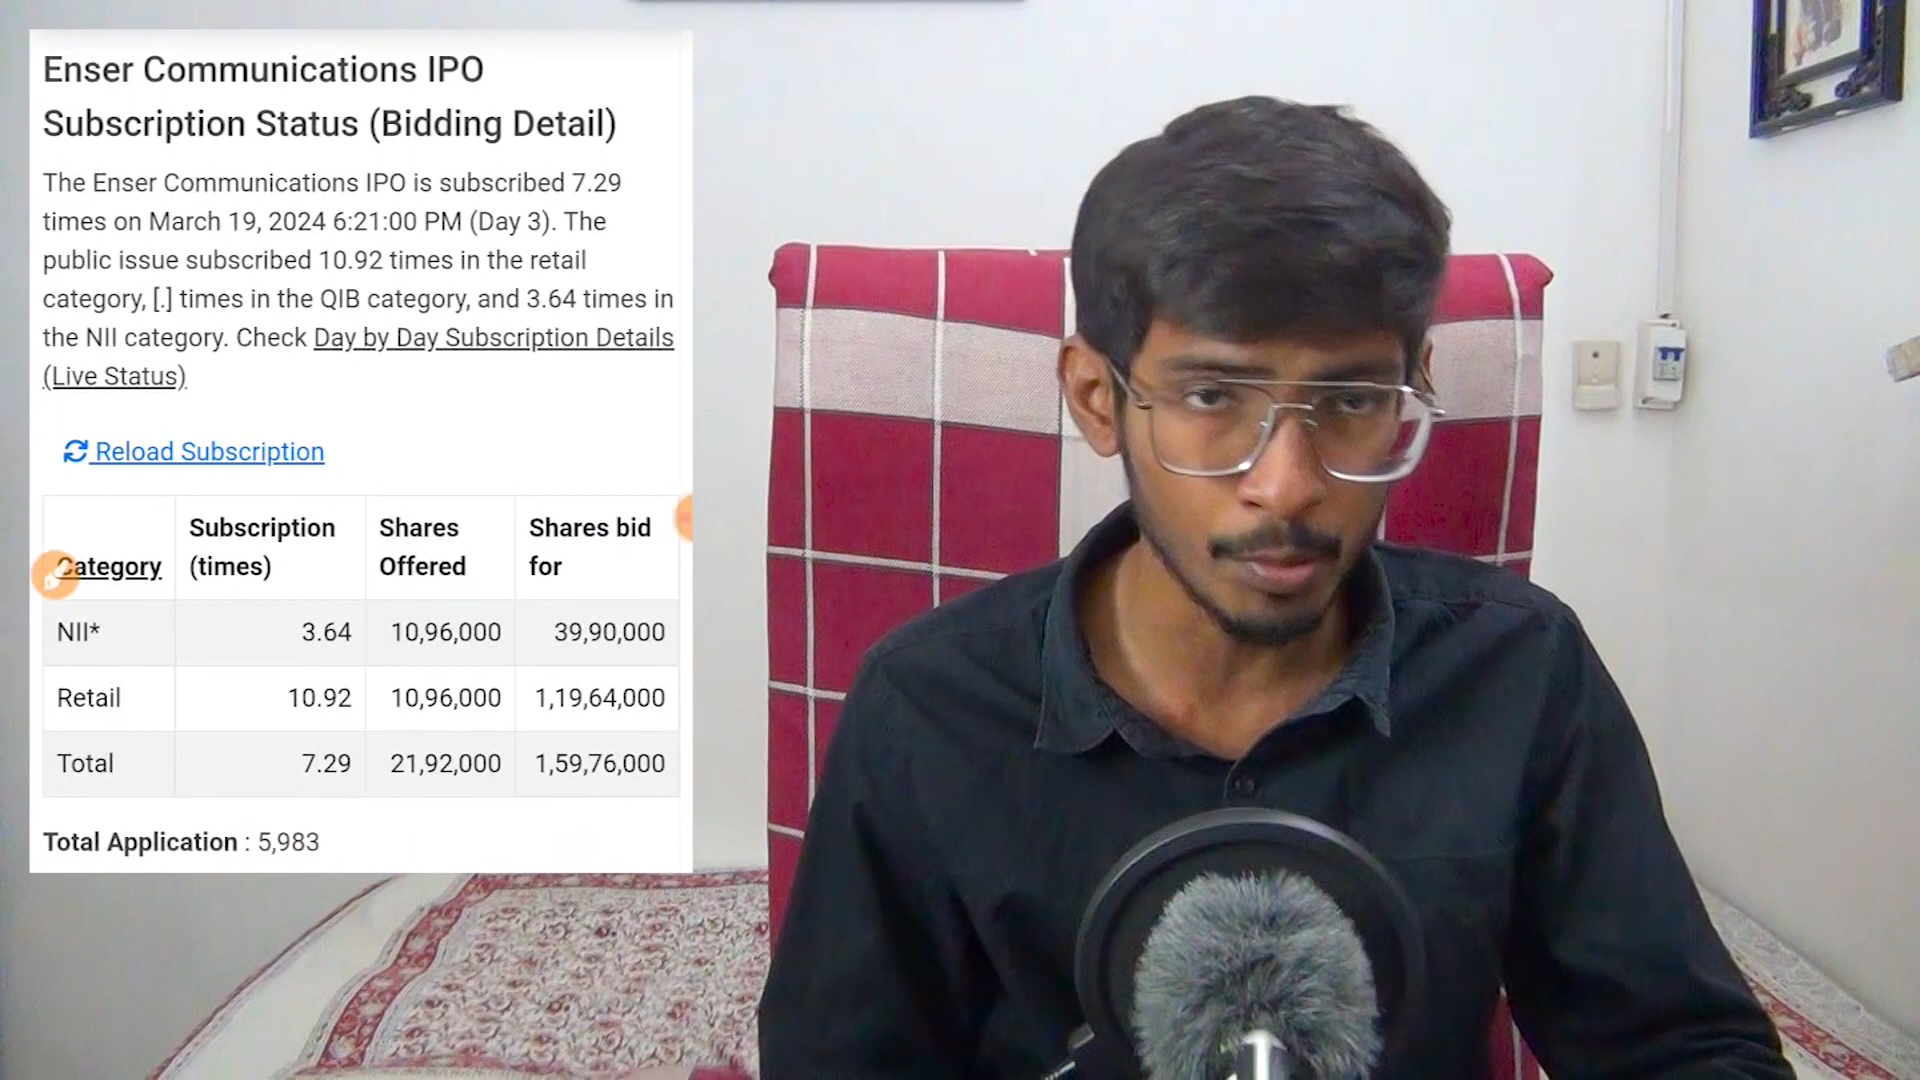 Enser Communications IPO
Subscription Status (Bidding Detail)
The Enser Communications IPO is subscribed 7.29
times on March 19, 2024 6:21:00 PM (Day 3). The
public issue subscribed 10.92 times in the retail
category, [.] times in the QIB category, and 3.64 times in
the NII category. Check Day by Day Subscription Details
(Live Status)
Reload Subscription
Category Subscription (times) Shares Offered Shares bid for
NII* 3.64 10,96,000 39,90,000
Retail 10.92 10,96,000 1,19,64,000
Total 7.29 21,92,000 1,59,76,000
Total Application : 5,983